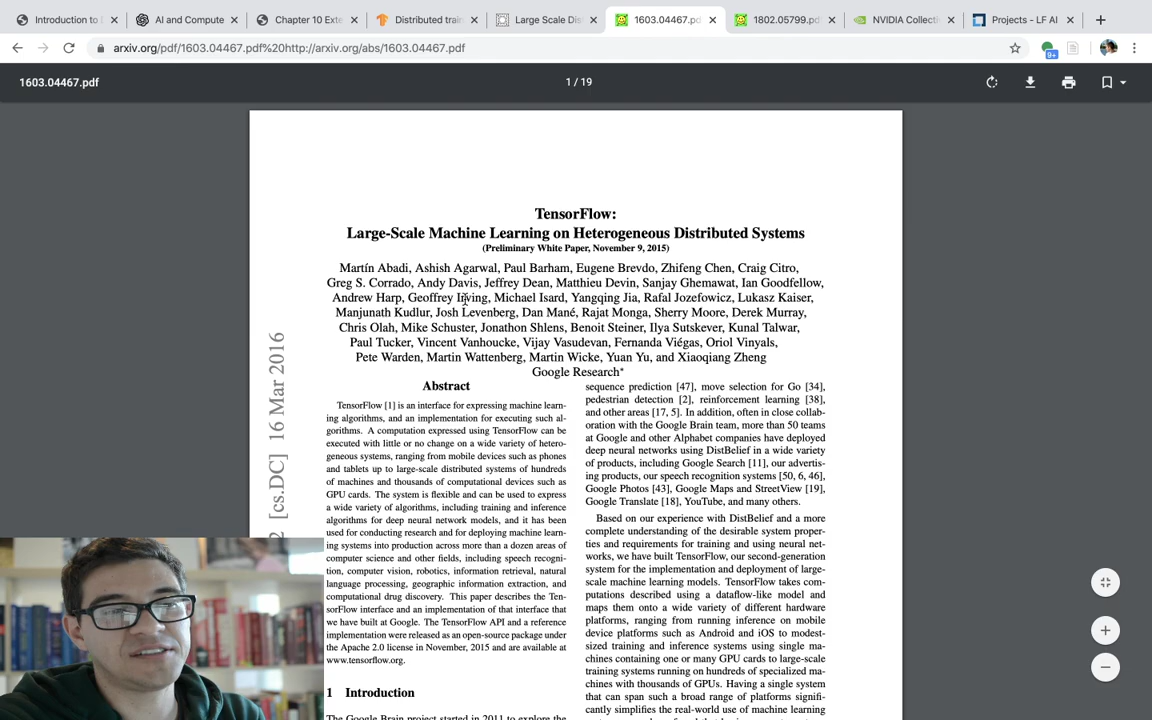 Introduction to D
AI and Compute
Chapter 10 Exte
Distributed train
Large Scale Dis
1603.04467.pd
1802.05799.pd
NVIDIA Collecti
Projects - LF AI
arxiv.org/pdf/1603.04467.pdf%20http://arxiv.org/abs/1603.04467.pdf
9+
1603.04467.pdf
1 / 19
TensorFlow:
Large-Scale Machine Learning on Heterogeneous Distributed Systems
(Preliminary White Paper, November 9, 2015)
Martín Abadi, Ashish Agarwal, Paul Barham, Eugene Brevdo, Zhifeng Chen, Craig Citro,
Greg S. Corrado, Andy Davis, Jeffrey Dean, Matthieu Devin, Sanjay Ghemawat, Ian Goodfellow,
Andrew Harp, Geoffrey Irving, Michael Isard, Yangqing Jia, Rafal Jozefowicz, Lukasz Kaiser,
Manjunath Kudlur, Josh Levenberg, Dan Mané, Rajat Monga, Sherry Moore, Derek Murray,
Chris Olah, Mike Schuster, Jonathon Shlens, Benoit Steiner, Ilya Sutskever, Kunal Talwar,
Paul Tucker, Vincent Vanhoucke, Vijay Vasudevan, Fernanda Viégas, Oriol Vinyals,
Pete Warden, Martin Wattenberg, Martin Wicke, Yuan Yu, and Xiaoqiang Zheng
Google Research*
2 [cs.DC] 16 Mar 2016
Abstract
TensorFlow [1] is an interface for expressing machine learn-
ing algorithms, and an implementation for executing such al-
gorithms. A computation expressed using TensorFlow can be
executed with little or no change on a wide variety of hetero-
geneous systems, ranging from mobile devices such as phones
and tablets up to large-scale distributed systems of hundreds
of machines and thousands of computational devices such as
GPU cards. The system is flexible and can be used to express
a wide variety of algorithms, including training and inference
algorithms for deep neural network models, and it has been
used for conducting research and for deploying machine learn-
ing systems into production across more than a dozen areas of
computer science and other fields, including speech recogni-
tion, computer vision, robotics, information retrieval, natural
language processing, geographic information extraction, and
computational drug discovery. This paper describes the Ten-
sorFlow interface and an implementation of that interface that
we have built at Google. The TensorFlow API and a reference
implementation were released as an open-source package under
the Apache 2.0 license in November, 2015 and are available at
www.tensorflow.org.
1 Introduction
The Google Brain project started in 2011 to explore the
sequence prediction [47], move selection for Go [34],
pedestrian detection [2], reinforcement learning [38],
and other areas [17, 5]. In addition, often in close collab-
oration with the Google Brain team, more than 50 teams
at Google and other Alphabet companies have deployed
deep neural networks using DistBelief in a wide variety
of products, including Google Search [11], our advertis-
ing products, our speech recognition systems [50, 6, 46],
Google Photos [43], Google Maps and StreetView [19],
Google Translate [18], YouTube, and many others.
Based on our experience with DistBelief and a more
complete understanding of the desirable system proper-
ties and requirements for training and using neural net-
works, we have built TensorFlow, our second-generation
system for the implementation and deployment of large-
scale machine learning models. TensorFlow takes com-
putations described using a dataflow-like model and
maps them onto a wide variety of different hardware
platforms, ranging from running inference on mobile
device platforms such as Android and iOS to modest-
sized training and inference systems using single ma-
chines containing one or many GPU cards to large-scale
training systems running on hundreds of specialized ma-
chines with thousands of GPUs. Having a single system
that can span such a broad range of platforms signifi-
cantly simplifies the real-world use of machine learning